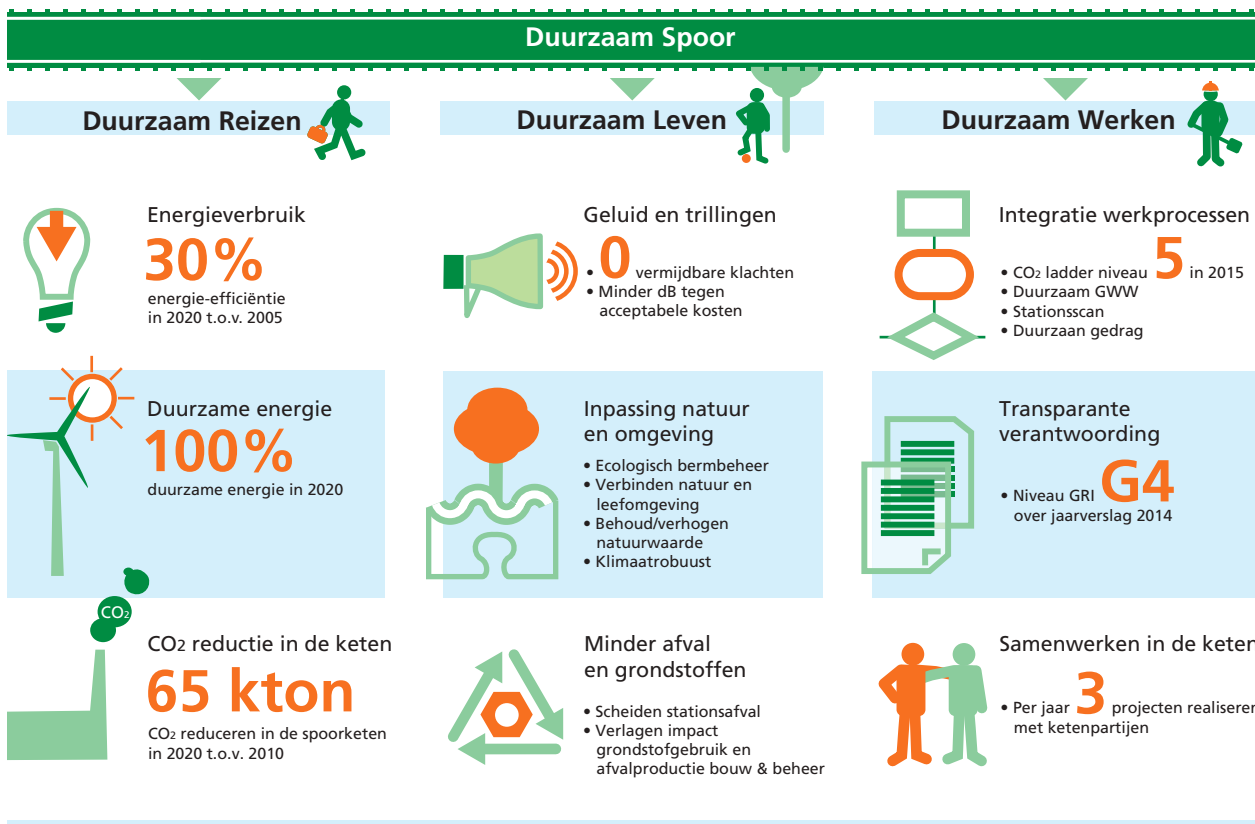 Duurzaam Spoor
Duurzaam Reizen
Energieverbruik
30%
energie-efficiëntie
in 2020 t.o.v. 2005
Duurzame energie
100%
duurzame energie in 2020
CO2
CO2 reductie in de keten
65 kton
CO2 reduceren in de spoorketen
in 2020 t.o.v. 2010
Duurzaam Leven
Geluid en trillingen
• 0 vermijdbare klachten
• Minder dB tegen
acceptabele kosten
Inpassing natuur
en omgeving
• Ecologisch bermbeheer
• Verbinden natuur en
leefomgeving
• Behoud/verhogen
natuurwaarde
• Klimaatrobuust
Minder afval
en grondstoffen
• Scheiden stationsafval
• Verlagen impact
grondstofgebruik en
afvalproductie bouw & beheer
Duurzaam Werken
Integratie werkprocessen
• CO2 ladder niveau 5 in 2015
• Duurzaam GWW
• Stationsscan
• Duurzaan gedrag
Transparante
verantwoording
• Niveau GRI G4
over jaarverslag 2014
Samenwerken in de keten
• Per jaar 3 projecten realiseren
met ketenpartijen